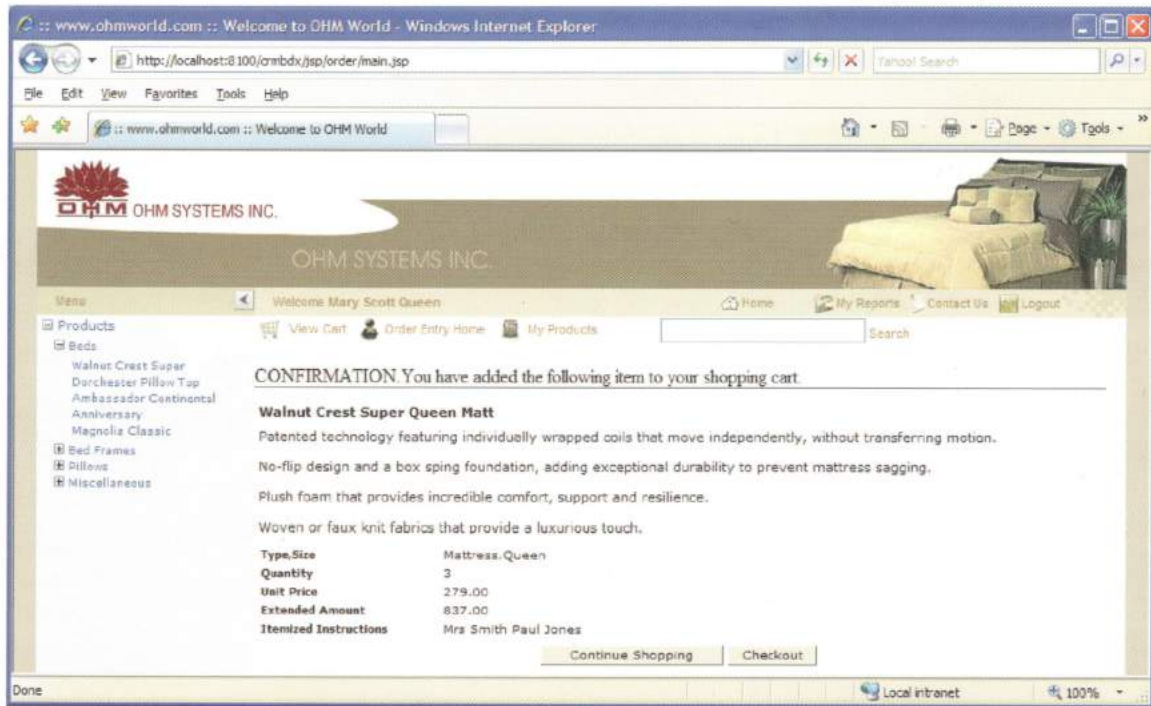 :: www.ohmworld.com :: Welcome to OHM World - Windows Internet Explorer
http://localhost:8100/crmbdx/jsp/order/main.jsp
Yahoo! Search
File Edit View Favorites Tools Help
:: www.ohmworld.com :: Welcome to OHM World
Page Tools »
OHM OHM SYSTEMS INC.
OHM SYSTEMS INC.
Menu
Welcome Mary Scott Queen
Home My Reports Contact Us Logout
View Cart Order Entry Home My Products
Search
Products
Beds
Walnut Crest Super
Dorchester Pillow Top
Ambassador Continental
Anniversary
Magnolia Classic
Bed Frames
Pillows
Miscellaneous
CONFIRMATION.You have added the following item to your shopping cart.
Walnut Crest Super Queen Matt
Patented technology featuring individually wrapped coils that move independently, without transferring motion.
No-flip design and a box sping foundation, adding exceptional durability to prevent mattress sagging.
Plush foam that provides incredible comfort, support and resilience.
Woven or faux knit fabrics that provide a luxurious touch.
Type,Size Mattress.Queen
Quantity 3
Unit Price 279.00
Extended Amount 837.00
Itemized Instructions Mrs Smith Paul Jones
Continue Shopping Checkout
Done
Local intranet
100%